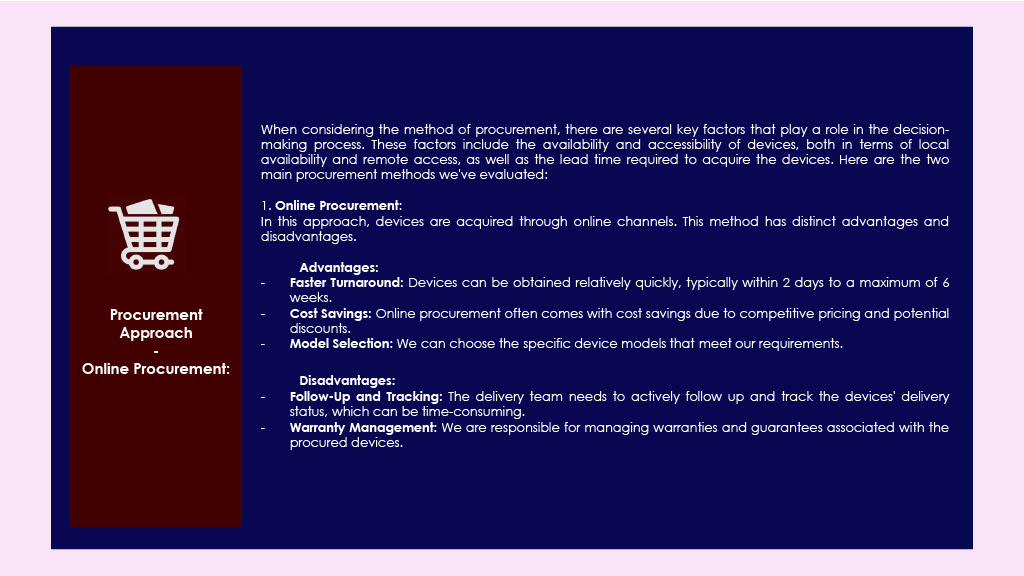 Procurement
Approach
-
Online Procurement:
When considering the method of procurement, there are several key factors that play a role in the decision-
making process. These factors include the availability and accessibility of devices, both in terms of local
availability and remote access, as well as the lead time required to acquire the devices. Here are the two
main procurement methods we've evaluated:
1. Online Procurement:
In this approach, devices are acquired through online channels. This method has distinct advantages and
disadvantages.
Advantages:
- Faster Turnaround: Devices can be obtained relatively quickly, typically within 2 days to a maximum of 6
weeks.
- Cost Savings: Online procurement often comes with cost savings due to competitive pricing and potential
discounts.
- Model Selection: We can choose the specific device models that meet our requirements.
Disadvantages:
- Follow-Up and Tracking: The delivery team needs to actively follow up and track the devices' delivery
status, which can be time-consuming.
- Warranty Management: We are responsible for managing warranties and guarantees associated with the
procured devices.